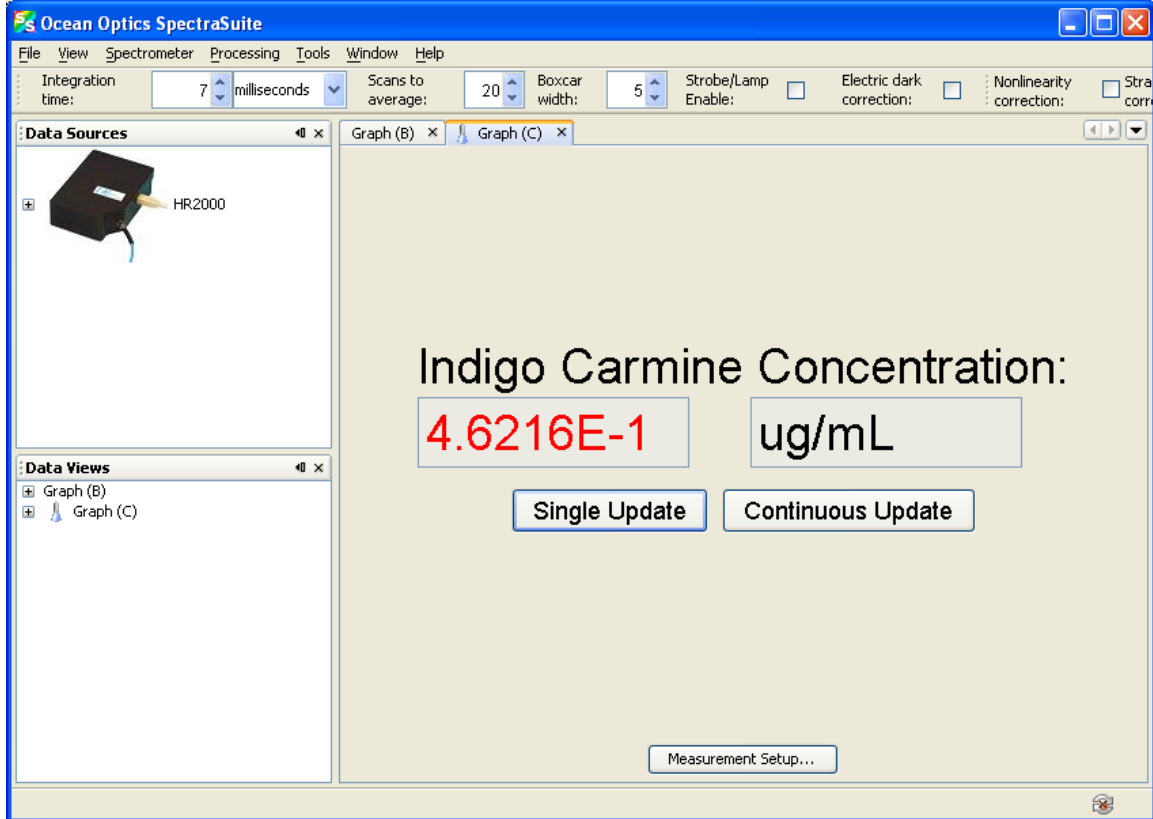 Ocean Optics SpectraSuite
File View Spectrometer Processing Tools Window Help
Integration time: 7 milliseconds Scans to average: 20 Boxcar width: 5 Strobe/Lamp Enable: Electric dark correction: Nonlinearity correction: Stra corr
Data Sources
HR2000
Graph (B) Graph (C)
Indigo Carmine Concentration:
4.6216E-1 ug/mL
Single Update Continuous Update
Measurement Setup...
Data Views
Graph (B)
Graph (C)